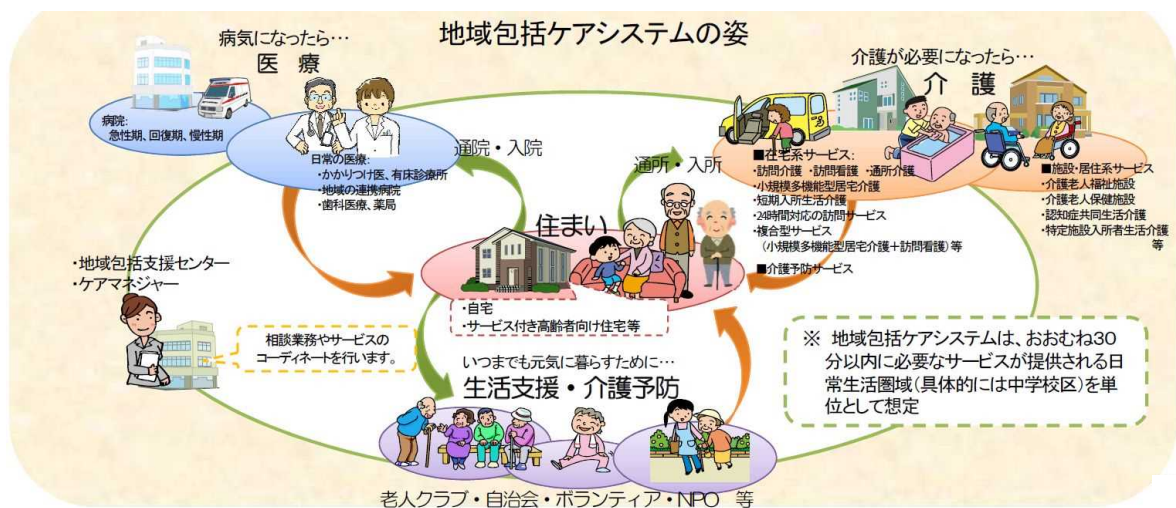 地域包括ケアシステムの姿
病気になったら…
医 療
病院:
急性期、回復期、慢性期
日常の医療:
・かかりつけ医、有床診療所
・地域の連携病院
・歯科医療、薬局
通院・入院
通所・入所
介護が必要になったら…
介 護
■在宅系サービス:
・訪問介護 ・訪問看護 ・通所介護
・小規模多機能型居宅介護
・短期入所生活介護
・24時間対応の訪問サービス
・複合型サービス
（小規模多機能型居宅介護＋訪問看護）等
■介護予防サービス
■施設・居住系サービス
・介護老人福祉施設
・介護老人保健施設
・認知症共同生活介護
・特定施設入所者生活介護
等
住まい
・自宅
・サービス付き高齢者向け住宅等
・地域包括支援センター
・ケアマネジャー
相談業務やサービスの
コーディネートを行います。
いつまでも元気に暮らすために…
生活支援・介護予防
老人クラブ・自治会・ボランティア・NPO 等
※ 地域包括ケアシステムは、おおむね30
分以内に必要なサービスが提供される日
常生活圏域（具体的には中学校区）を単
位として想定